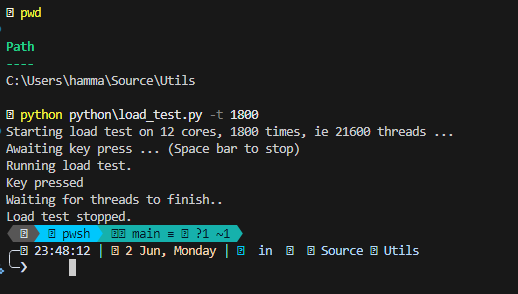 pwd
Path
----
C:\Users\hamma\Source\Utils
python python\load_test.py -t 1800
Starting load test on 12 cores, 1800 times, ie 21600 threads ...
Awaiting key press ... (Space bar to stop)
Running load test.
Key pressed
Waiting for threads to finish..
Load test stopped.
pwsh main ≡ ?1 ~1
23:48:12 | 2 Jun, Monday | in Source Utils
❯